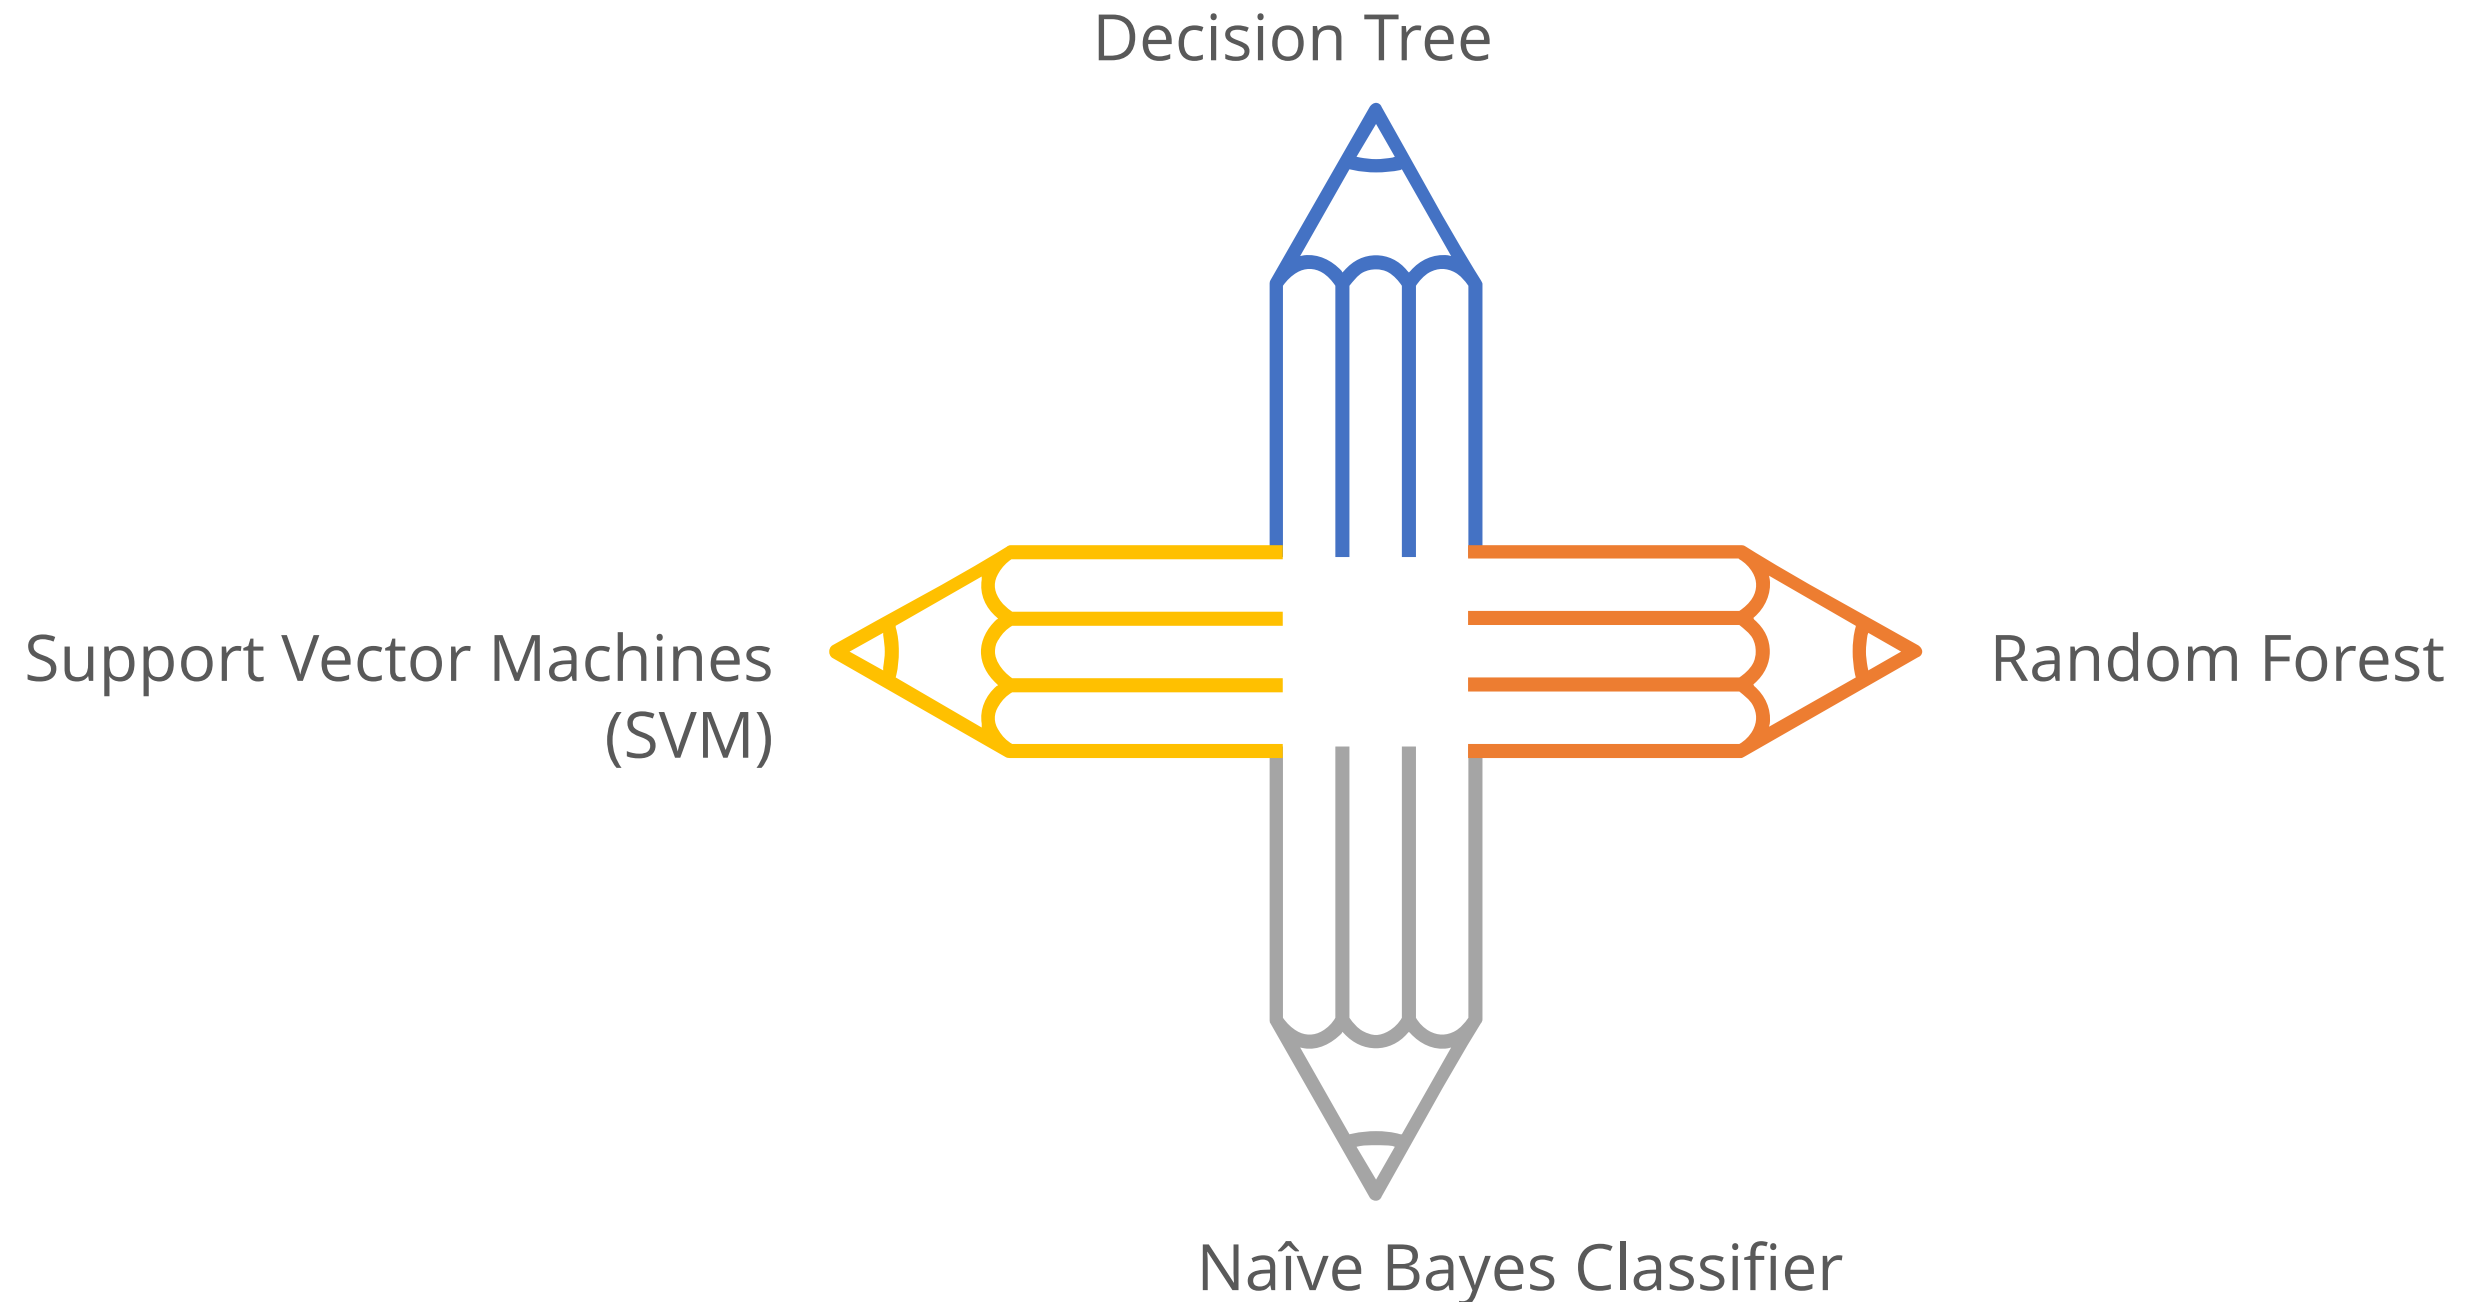 Decision Tree
Support Vector Machines
(SVM)
Random Forest
Naîve Bayes Classifier